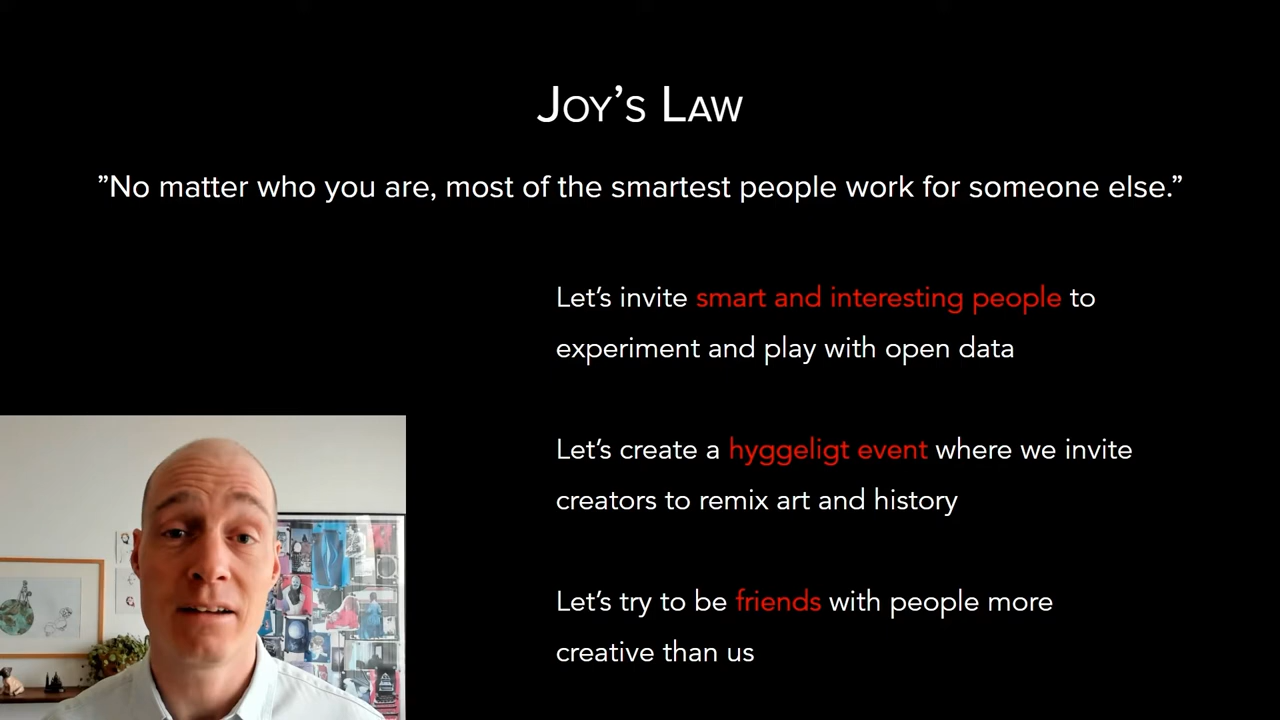 Joy's Law
”No matter who you are, most of the smartest people work for someone else.”
Let's invite smart and interesting people to
experiment and play with open data
Let's create a hyggeligt event where we invite
creators to remix art and history
Let's try to be friends with people more
creative than us